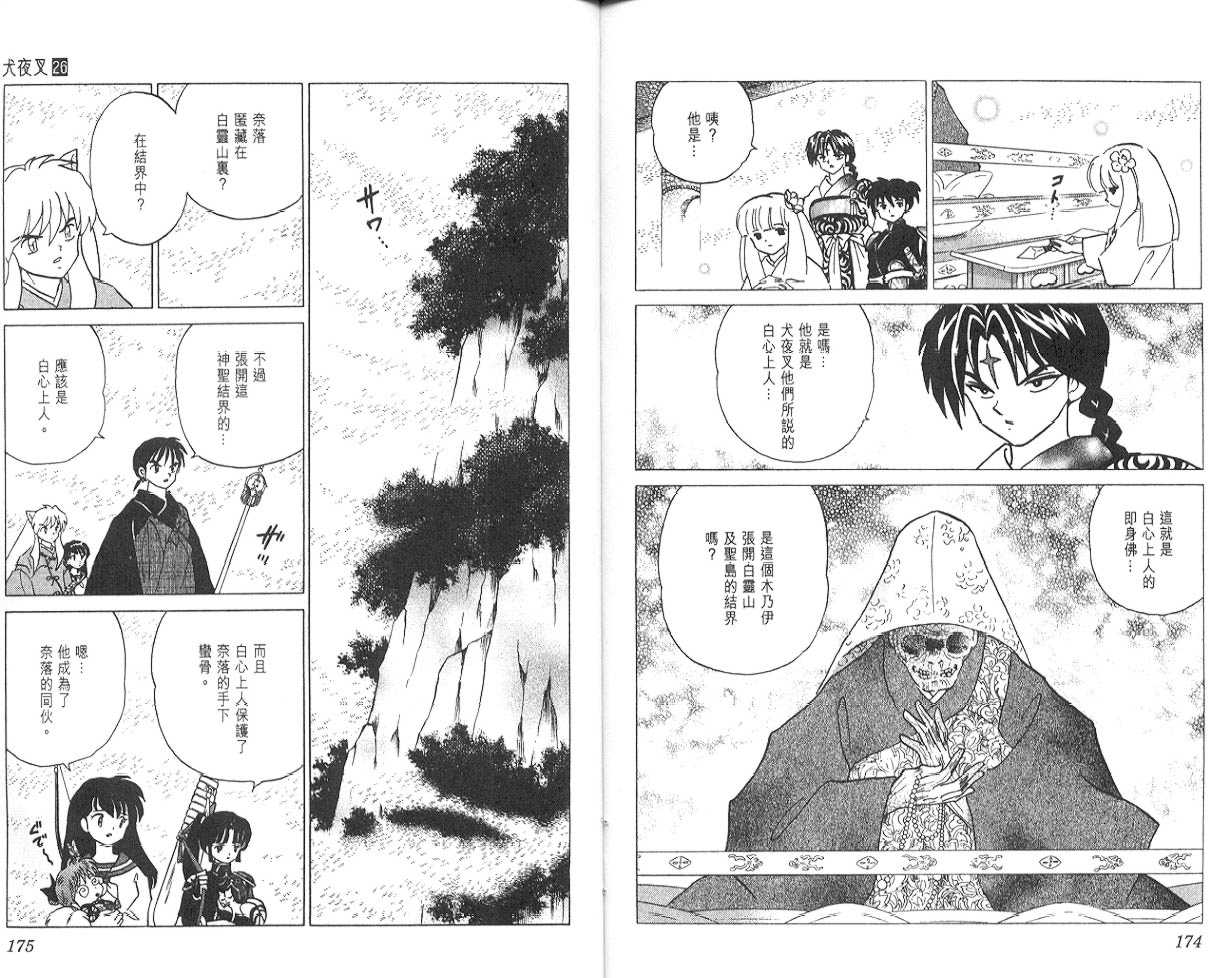 コト…
咦？
他是…
是嗎…
他就是
犬夜叉他們所説的
白心上人…
這就是
白心上人的
即身佛…
是這個木乃伊
張開白靈山
及聖島的結界
嗎？
174
犬夜叉 26
サワ…
奈落
匿藏在
白靈山裏？
在結界中？
不過
張開這
神聖結界的…
應該是
白心上人。
ザ…
而且
白心上人保護了
奈落的手下
蠻骨。
嗯…
他成為了
奈落的同伙。
ぐで〜
175